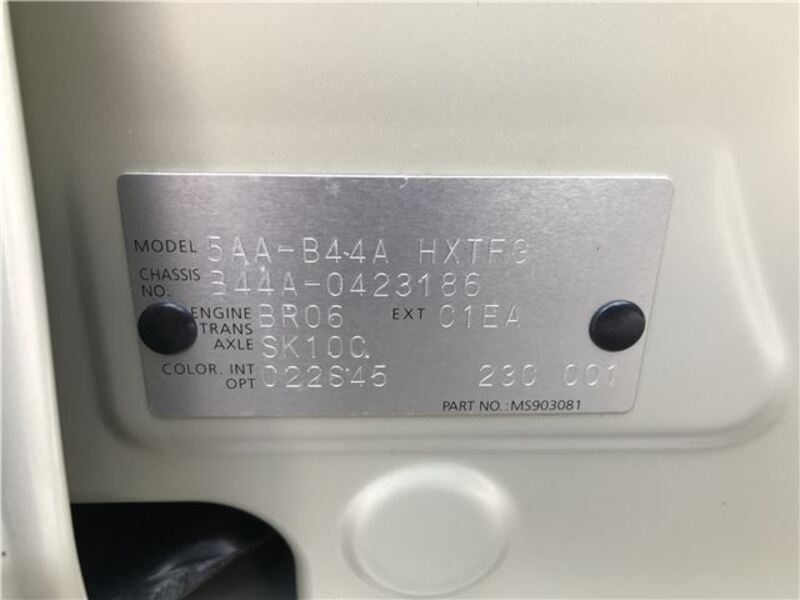 MODEL 5AA-B44A HXTFG
CHASSIS NO. B44A-0423186
ENGINE BR06 EXT C1EA
TRANS AXLE SK10C
COLOR. INT OPT C22S45 230 001
PART NO.:MS903081